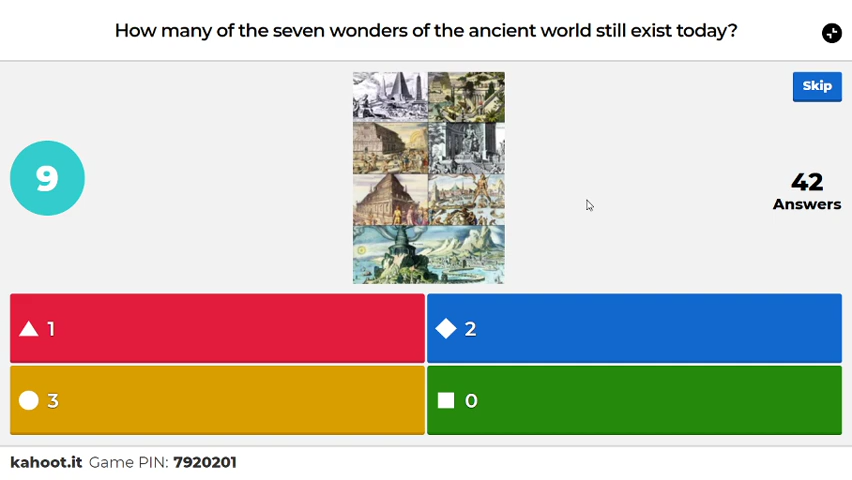 How many of the seven wonders of the ancient world still exist today?
Skip
9
42
Answers
1
2
3
0
kahoot.it Game PIN: 7920201